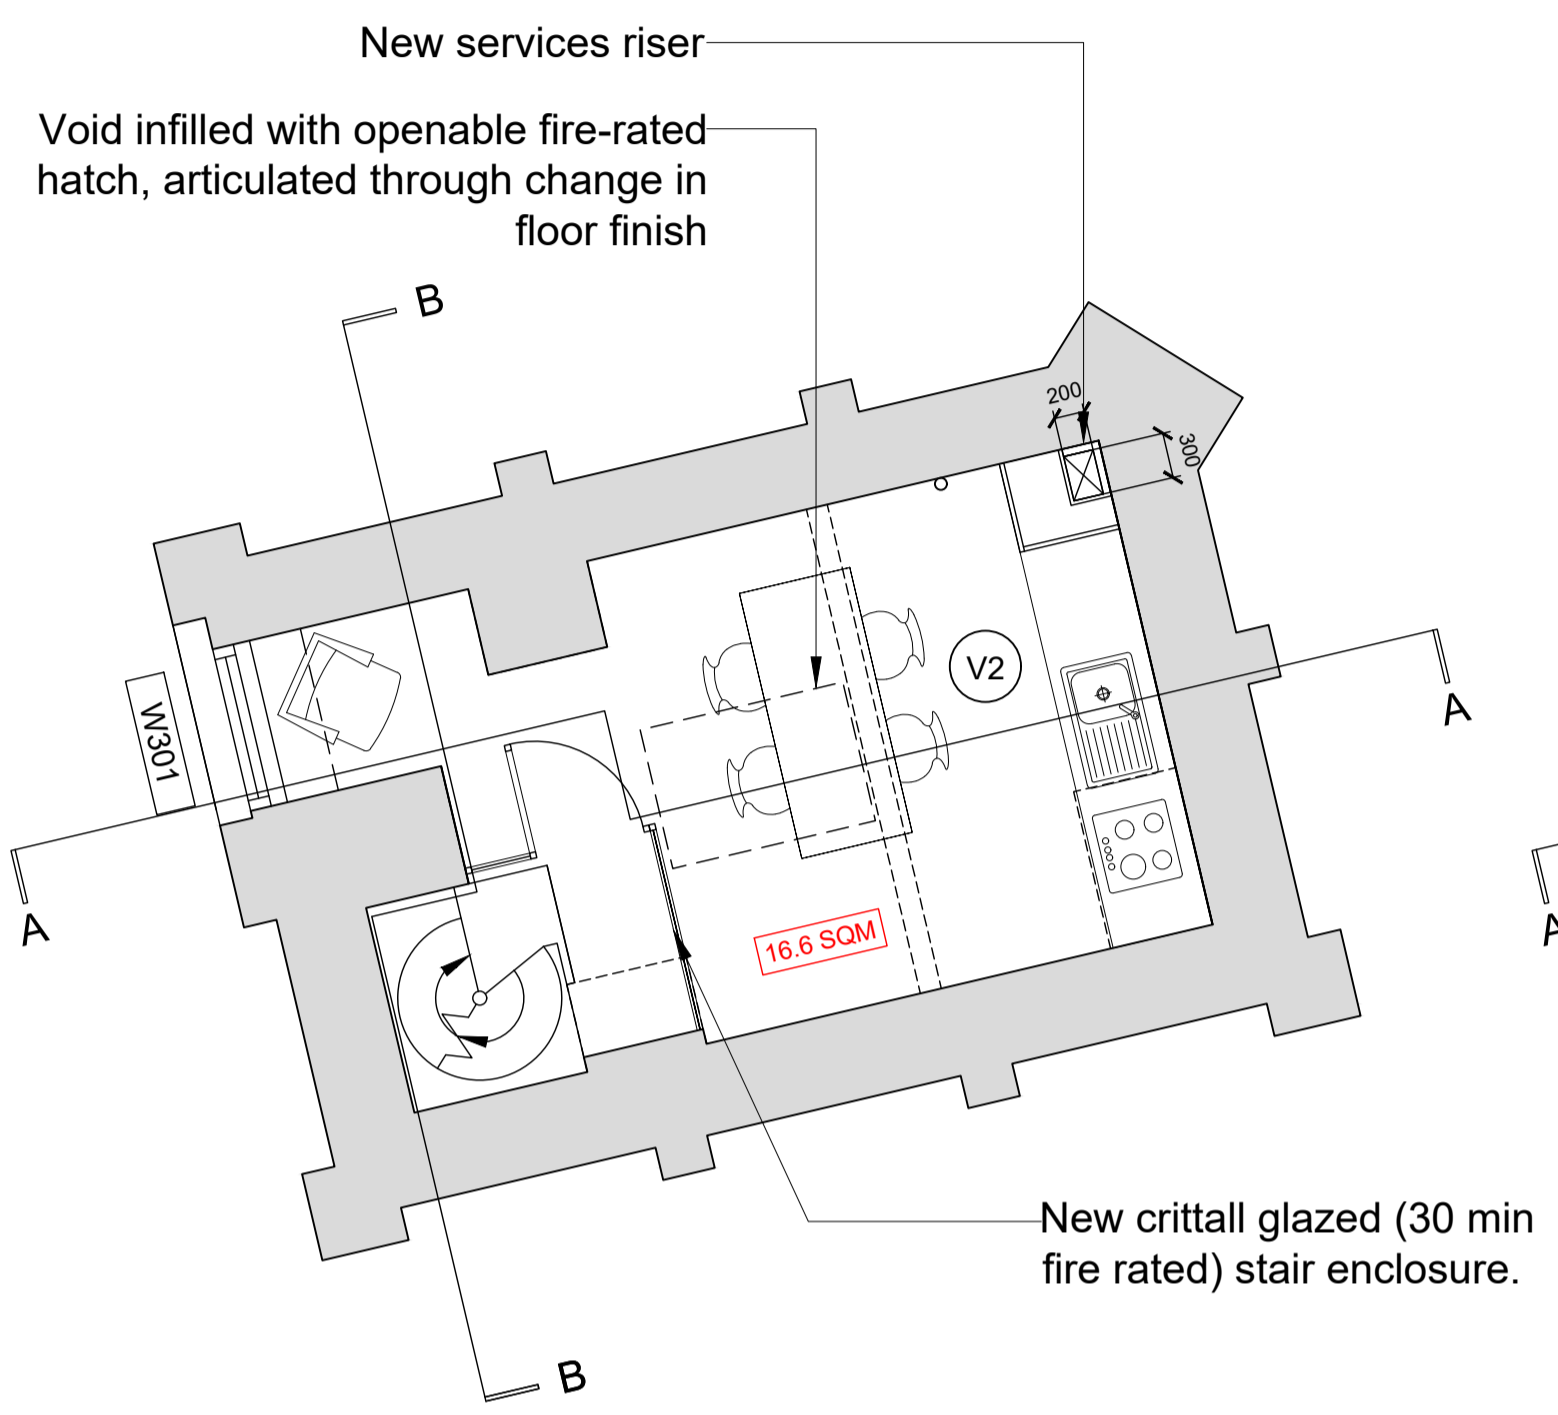 New services riser
Void infilled with openable fire-rated
hatch, articulated through change in
floor finish
B
200
300
V2
W301
A
A
A
16.6 SQM
New crittall glazed (30 min
fire rated) stair enclosure.
B